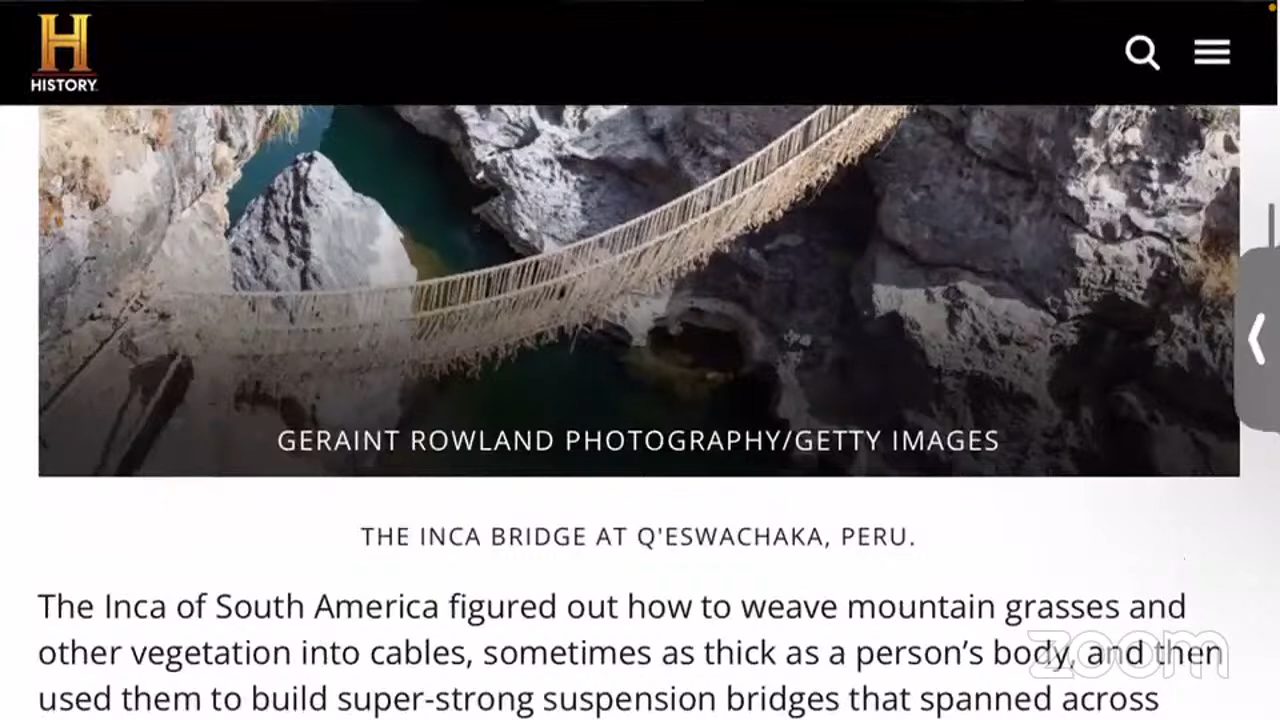 H
HISTORY
GERAINT ROWLAND PHOTOGRAPHY/GETTY IMAGES
THE INCA BRIDGE AT Q'ESWACHAKA, PERU.
The Inca of South America figured out how to weave mountain grasses and
other vegetation into cables, sometimes as thick as a person’s body, and then
used them to build super-strong suspension bridges that spanned across
zoom